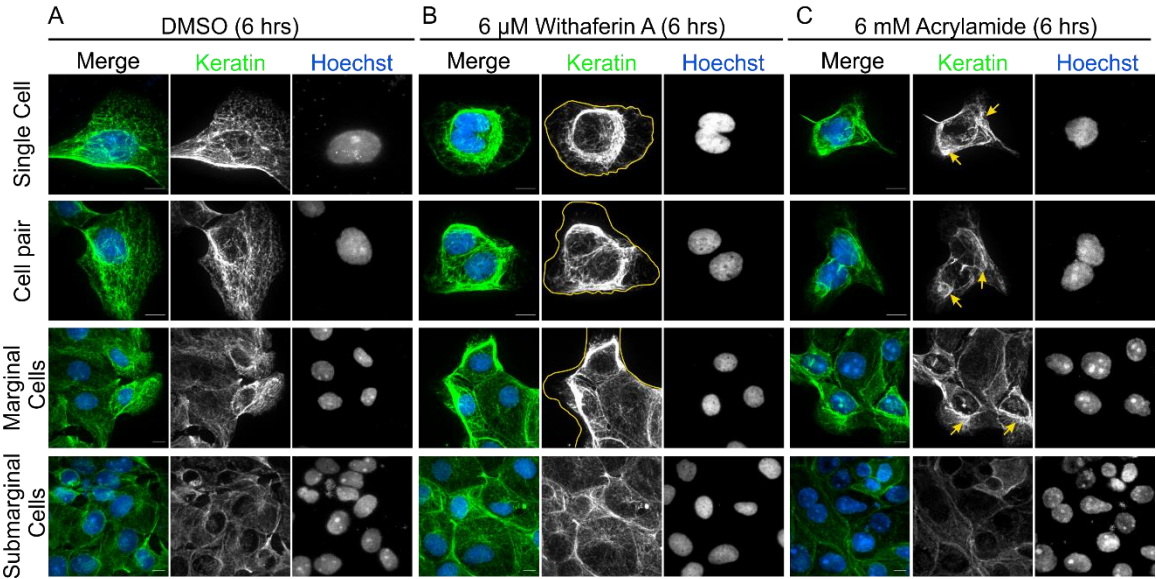 A DMSO (6 hrs) B 6 µM Withaferin A (6 hrs) C 6 mM Acrylamide (6 hrs)
Merge Keratin Hoechst Merge Keratin Hoechst Merge Keratin Hoechst
Single Cell
Cell pair
Marginal
Cells
Submarginal
Cells